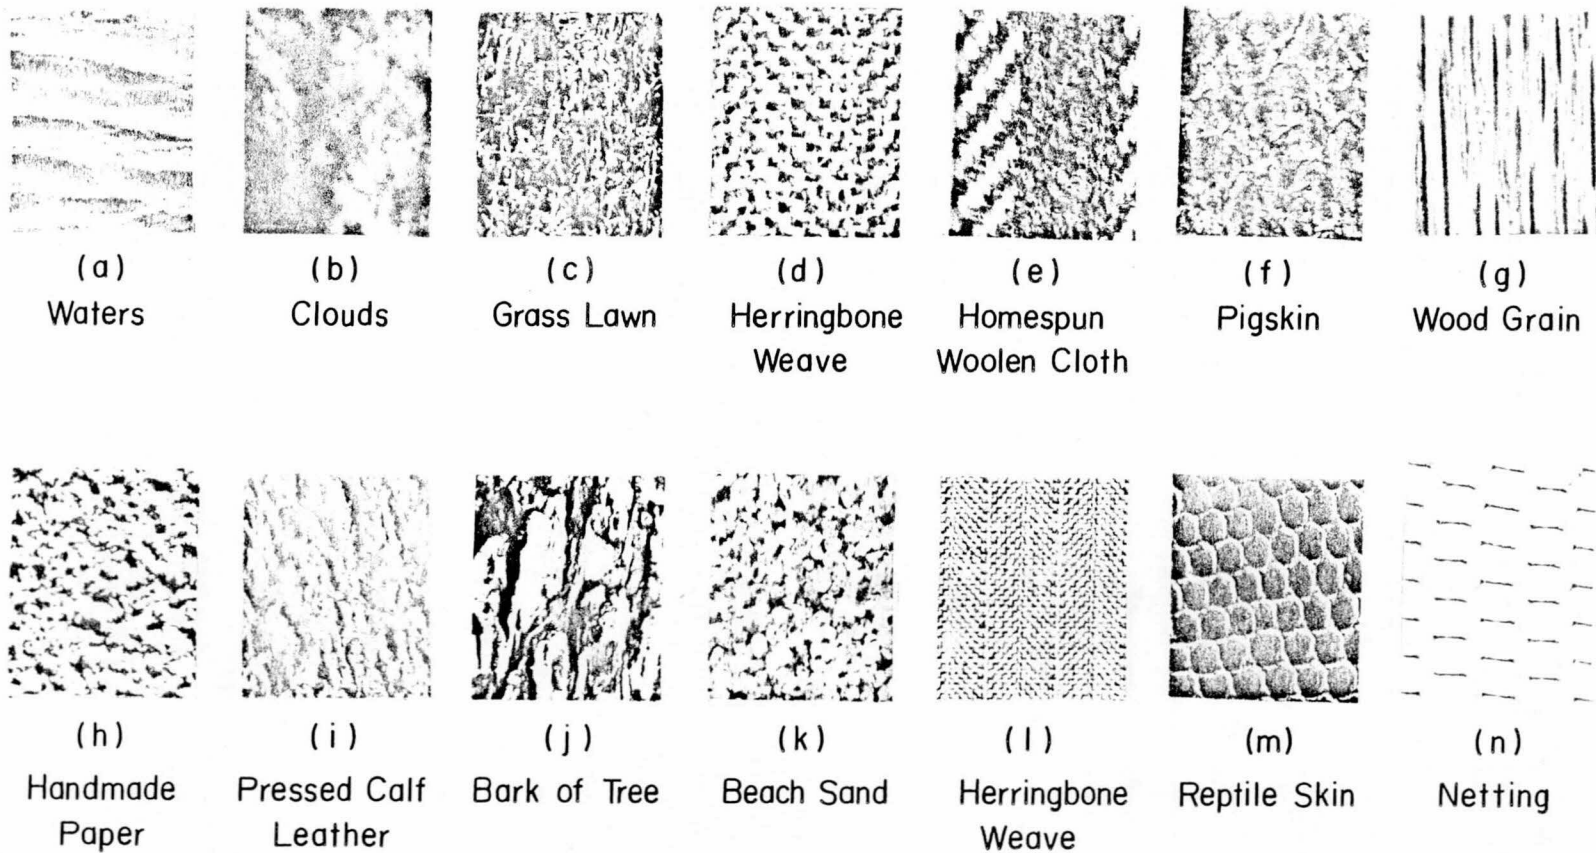 (a) (b) (c) (d) (e) (f) (g)
Waters Clouds Grass Lawn Herringbone Homespun Pigskin Wood Grain
Weave Woolen Cloth
(h) (i) (j) (k) (l) (m) (n)
Handmade Pressed Calf Bark of Tree Beach Sand Herringbone Reptile Skin Netting
Paper Leather Weave